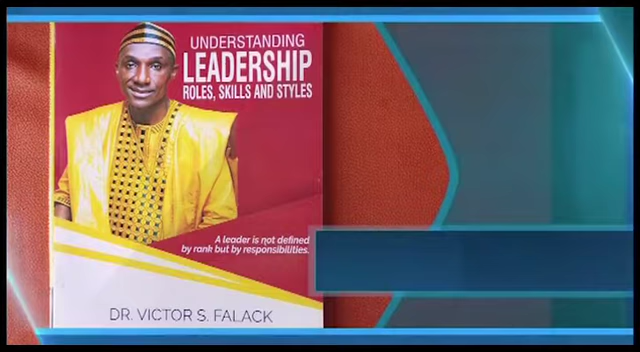 UNDERSTANDING
LEADERSHIP
ROLES, SKILLS AND STYLES
A leader is not defined
by rank but by responsibilities.
DR. VICTOR S. FALACK